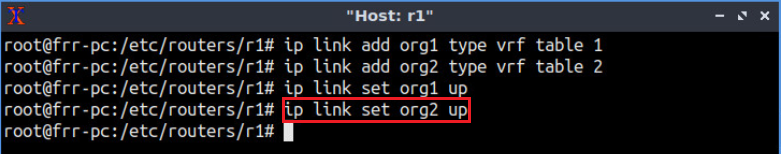 "Host: r1"
root@frr-pc:/etc/routers/r1# ip link add org1 type vrf table 1
root@frr-pc:/etc/routers/r1# ip link add org2 type vrf table 2
root@frr-pc:/etc/routers/r1# ip link set org1 up
root@frr-pc:/etc/routers/r1# ip link set org2 up
root@frr-pc:/etc/routers/r1#